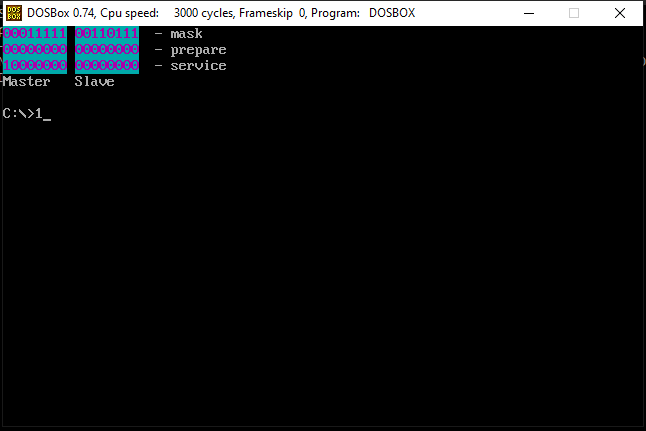 DOSBox 0.74, Cpu speed: 3000 cycles, Frameskip 0, Program: DOSBOX
00011111 00110111 - mask
00000000 00000000 - prepare
10000000 00000000 - service
Master Slave
C:\>1_